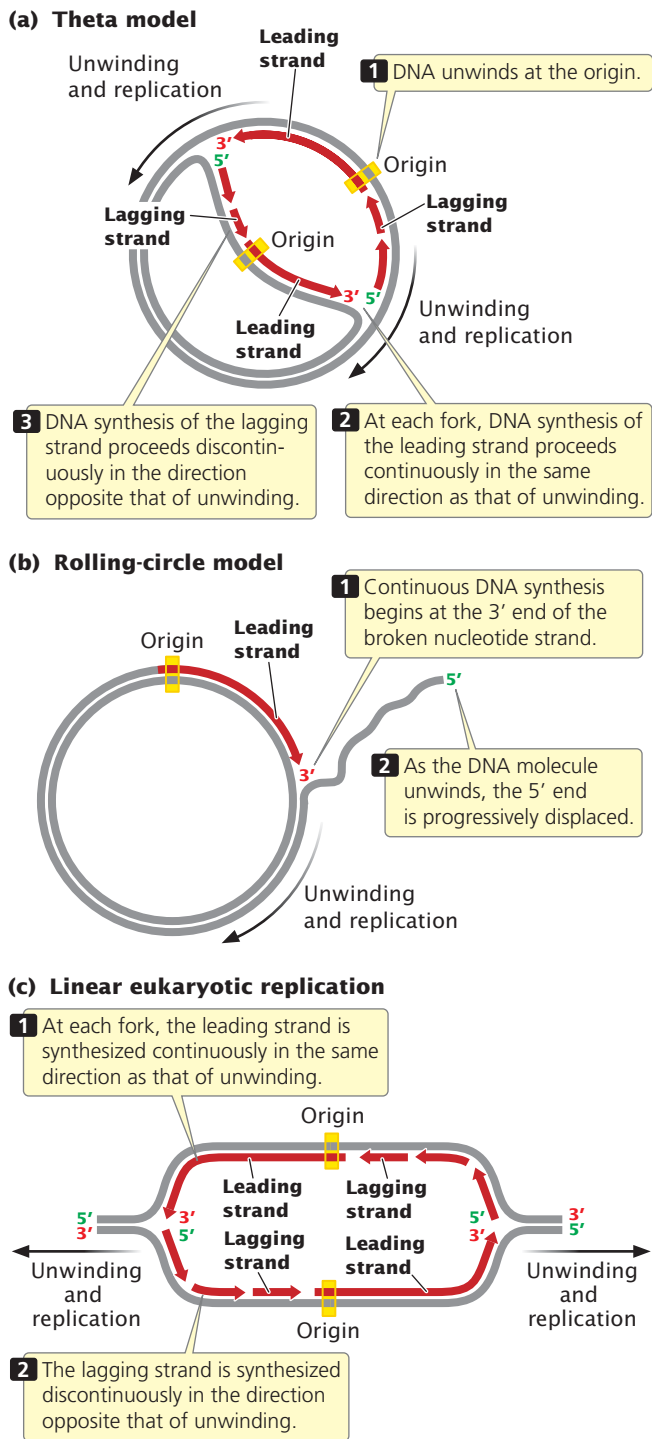 (a) Theta model
Unwinding
and replication
Leading
strand
1 DNA unwinds at the origin.
3’
5’
Origin
Lagging
strand
Lagging
strand
Origin
3’ 5’
Leading
strand
Unwinding
and replication
3 DNA synthesis of the lagging
strand proceeds discontin-
uously in the direction
opposite that of unwinding.
2 At each fork, DNA synthesis of
the leading strand proceeds
continuously in the same
direction as that of unwinding.
(b) Rolling-circle model
1 Continuous DNA synthesis
begins at the 3’ end of the
broken nucleotide strand.
Origin
Leading
strand
5’
3’
2 As the DNA molecule
unwinds, the 5’ end
is progressively displaced.
Unwinding
and replication
(c) Linear eukaryotic replication
1 At each fork, the leading strand is
synthesized continuously in the same
direction as that of unwinding.
Origin
Leading
strand
Lagging
strand
5’
3’
3’
5’
5’
3’
3’
5’
Lagging
strand
Leading
strand
Unwinding
and
replication
Origin
Unwinding
and
replication
2 The lagging strand is synthesized
discontinuously in the direction
opposite that of unwinding.